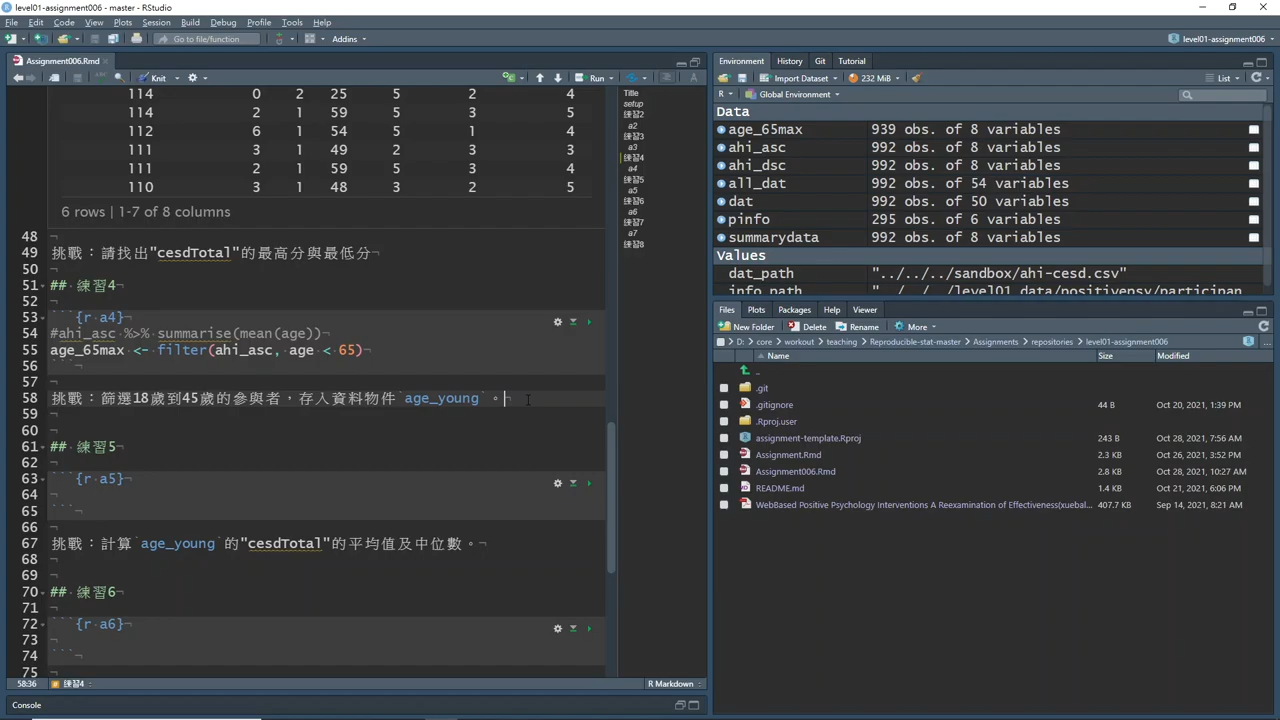 level01-assignment006 - master - RStudio
File Edit Code View Plots Session Build Debug Profile Tools Help
Go to file/function Addins level01-assignment006
Assignment006.Rmd
Knit Run
114 0 2 25 5 2 4
114 2 1 59 5 3 5
112 6 1 54 5 1 4
111 3 1 49 2 3 3
111 2 1 59 5 3 4
110 3 1 48 3 2 5
6 rows | 1-7 of 8 columns
48
49 挑戰：請找出"cesdTotal"的最高分與最低分
50
51 ## 練習4
52
53 ```{r a4}
54 #ahi_asc %>% summarise(mean(age))
55 age_65max <- filter(ahi_asc, age < 65)
56 ```
57
58 挑戰：篩選18歲到45歲的參與者，存入資料物件`age_young`。
59
60
61 ## 練習5
62
63 ```{r a5}
64
65 ```
66
67 挑戰：計算`age_young`的"cesdTotal"的平均值及中位數。
68
69
70 ## 練習6
71
72 ```{r a6}
73
74 ```
75
58:36 練習4 R Markdown
Console
Title
setup
練習2
a2
練習3
a3
練習4
a4
練習5
a5
練習6
a6
練習7
a7
練習8
Environment History Git Tutorial
Import Dataset 232 MiB List
R Global Environment
Data
age_65max 939 obs. of 8 variables
ahi_asc 992 obs. of 8 variables
ahi_dsc 992 obs. of 8 variables
all_dat 992 obs. of 54 variables
dat 992 obs. of 50 variables
pinfo 295 obs. of 6 variables
summarydata 992 obs. of 8 variables
Values
dat_path "../../../sandbox/ahi-cesd.csv"
Files Plots Packages Help Viewer
New Folder Delete Rename More
D: core workout teaching Reproducible-stat-master Assignments repositories level01-assignment006 ...
Name Size Modified
..
.git
.gitignore 44 B Oct 20, 2021, 1:39 PM
.Rproj.user
assignment-template.Rproj 243 B Oct 28, 2021, 7:56 AM
Assignment.Rmd 2.3 KB Oct 26, 2021, 3:52 PM
Assignment006.Rmd 2.8 KB Oct 28, 2021, 10:27 AM
README.md 1.4 KB Oct 21, 2021, 6:06 PM
WebBased Positive Psychology Interventions A Reexamination of Effectiveness(xuebal... 407.7 KB Sep 14, 2021, 8:21 AM